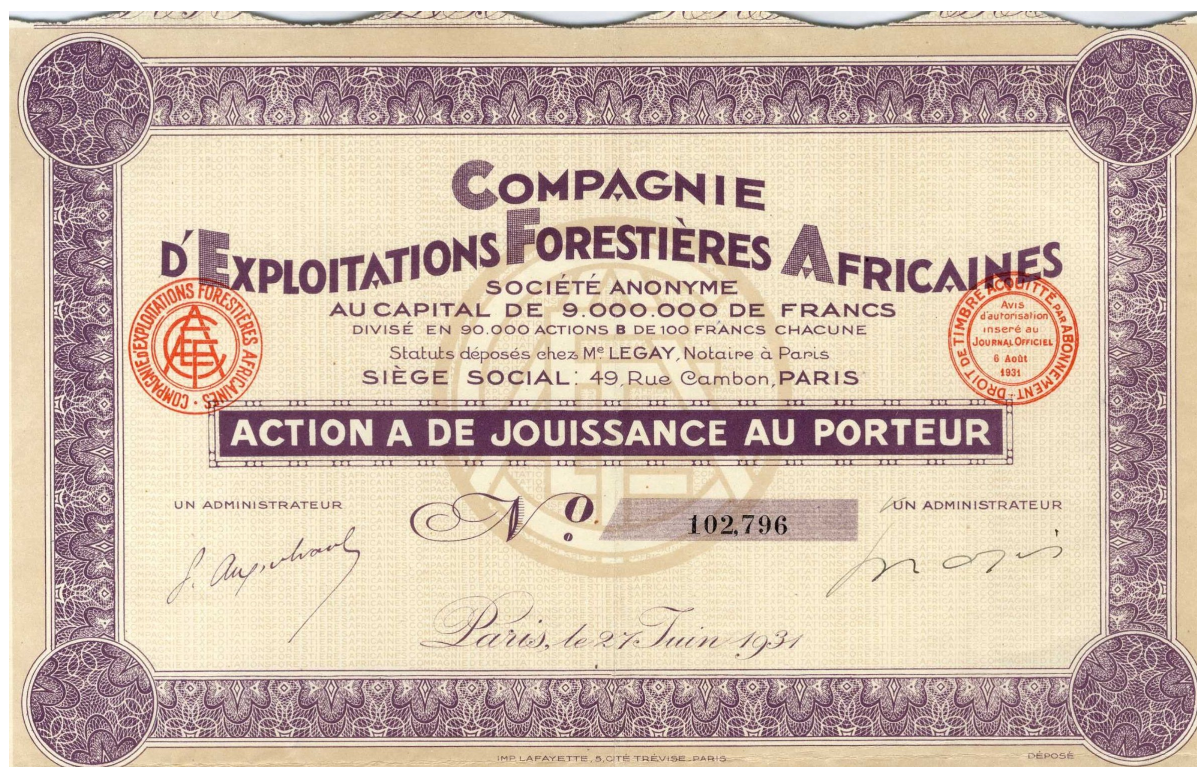 COMPAGNIE
D'EXPLOITATIONS FORESTIÈRES AFRICAINES
SOCIÉTÉ ANONYME
AU CAPITAL DE 9.000.000 DE FRANCS
DIVISÉ EN 90.000 ACTIONS B DE 100 FRANCS CHACUNE
Statuts déposés chez Me LEGAY, Notaire à Paris
SIÈGE SOCIAL: 49, Rue Cambon, PARIS
COMPAGNIE D'EXPLOITATIONS FORESTIÈRES AFRICAINES
DROIT DE TIMBRE ACQUITTÉ PAR ABONNEMENT
Avis
d'autorisation
inséré au
JOURNAL OFFICIEL
6 Août
1931
ACTION A DE JOUISSANCE AU PORTEUR
UN ADMINISTRATEUR
No 102,796
UN ADMINISTRATEUR
Paris, le 27 Juin 1931
IMP. LAFAYETTE, 5, CITÉ TRÉVISE_PARIS
DÉPOSÉ